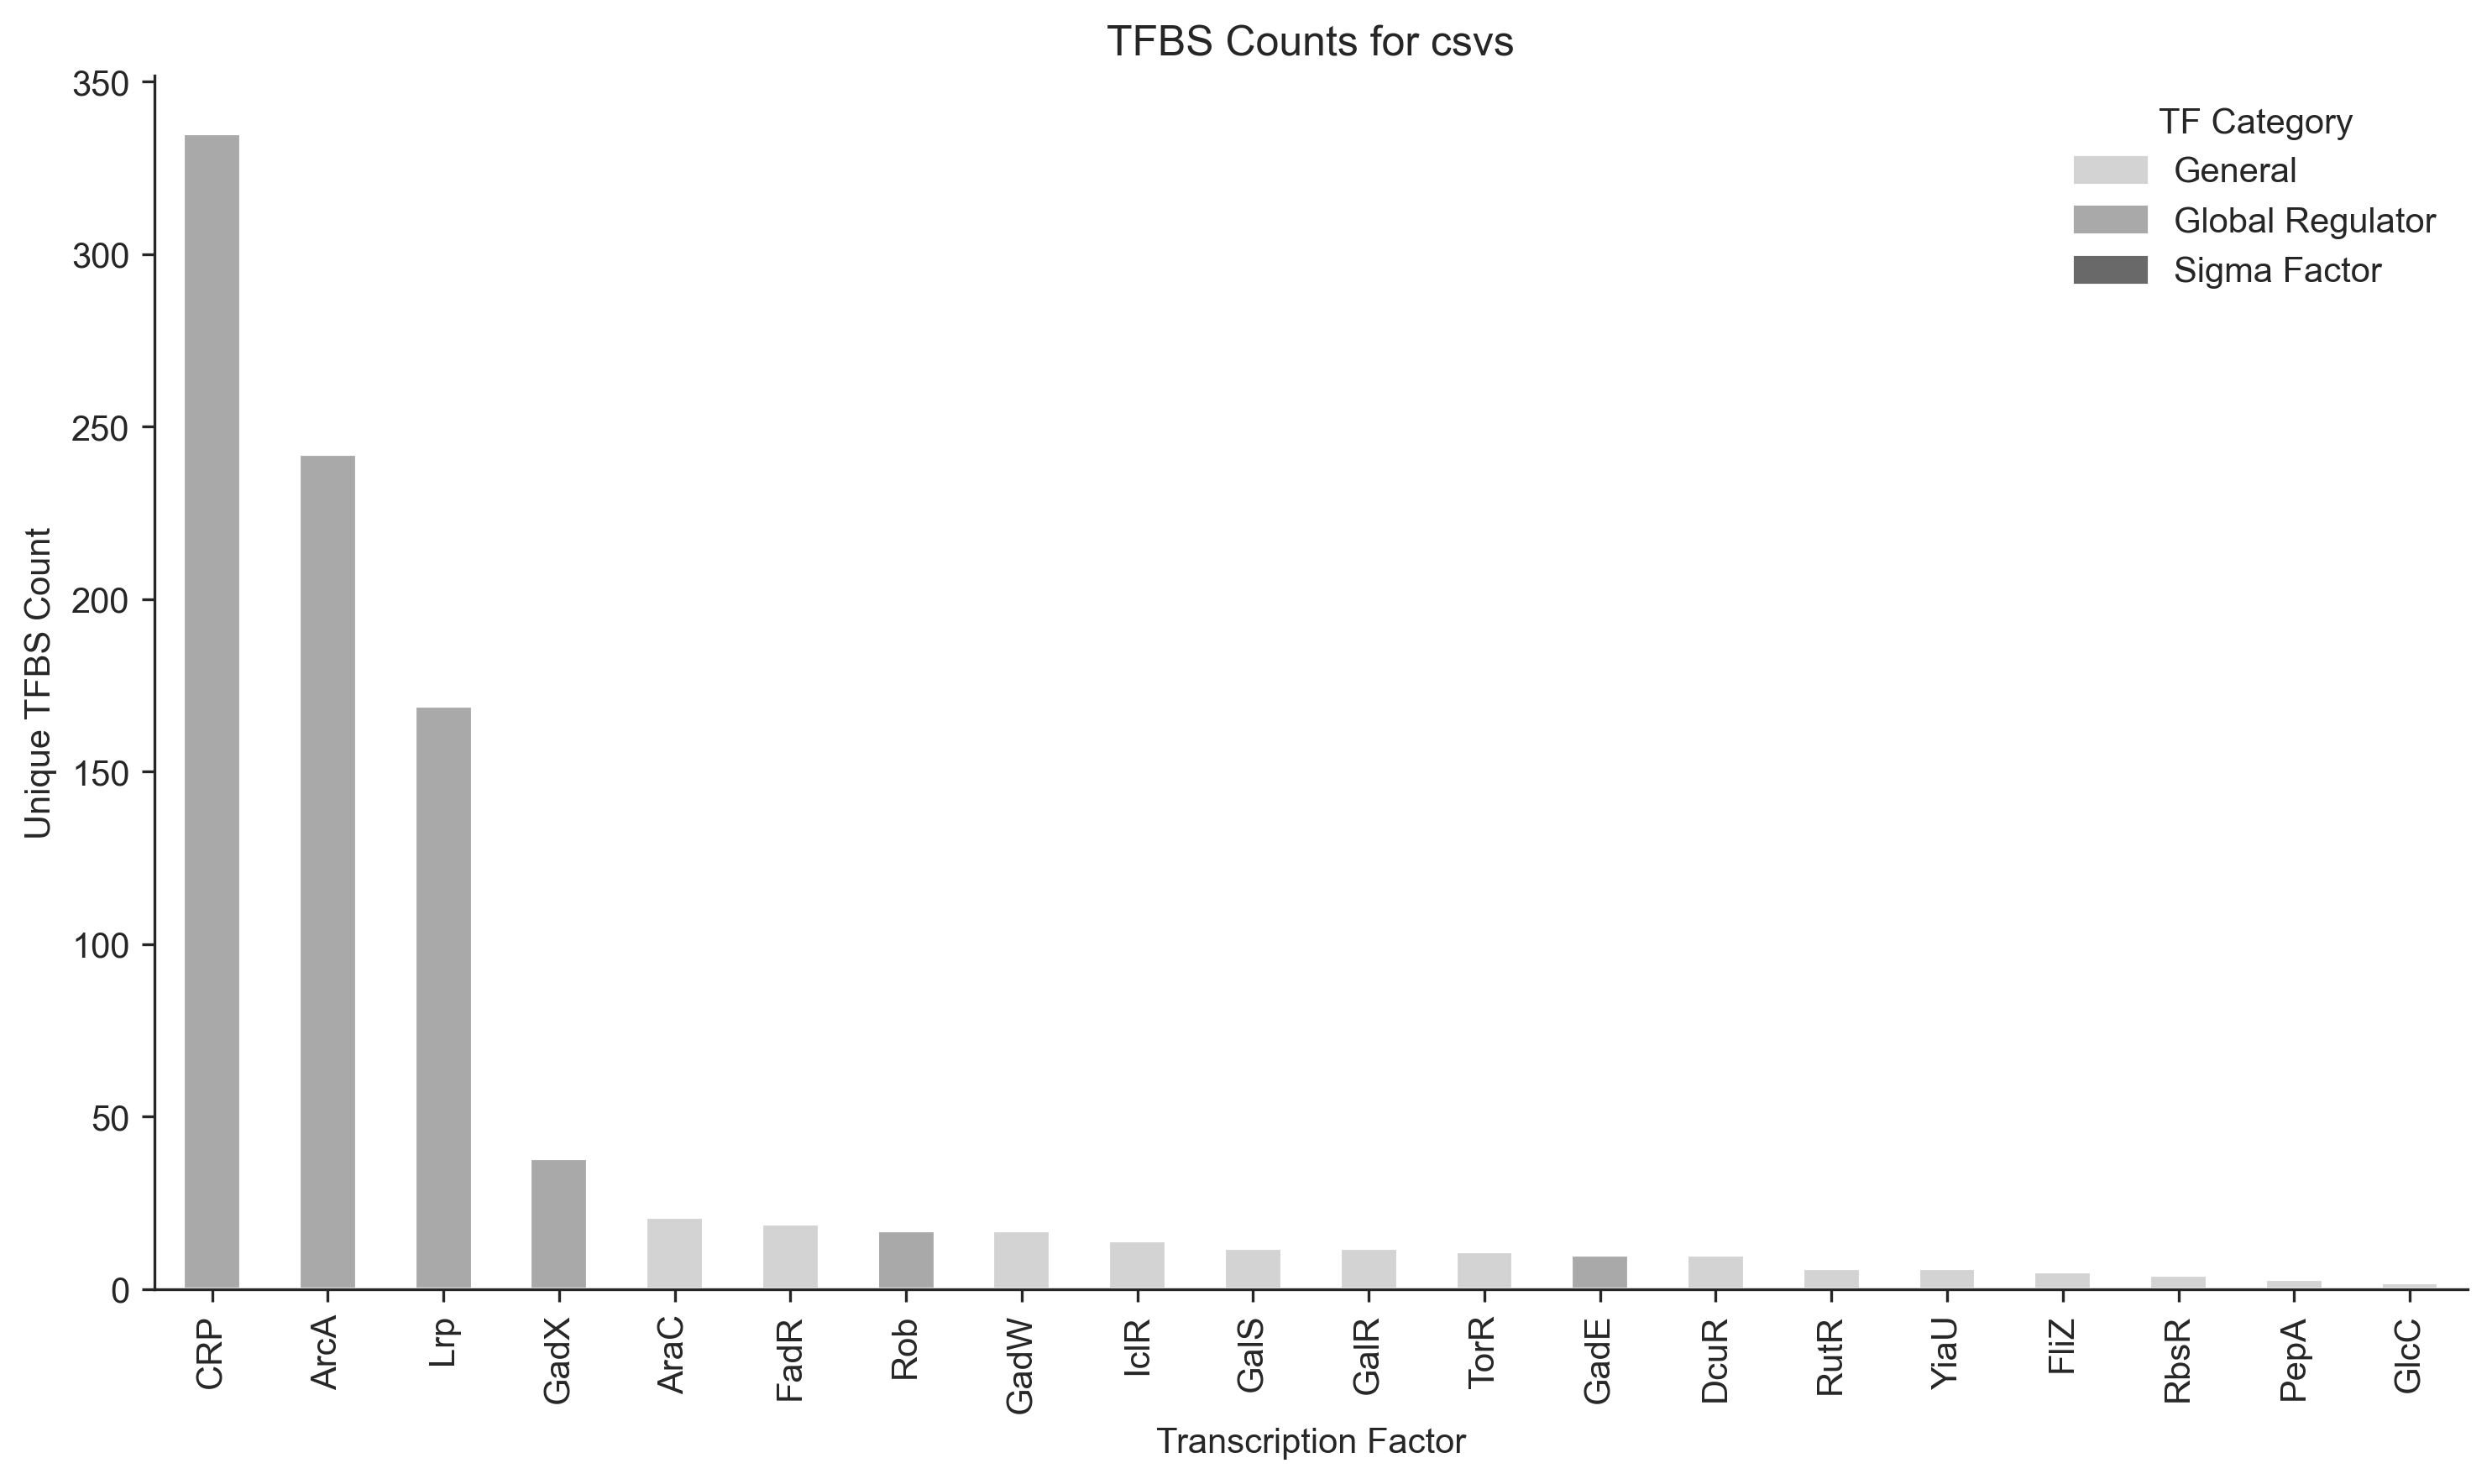 TFBS Counts for csvs
TF Category
General
Global Regulator
Sigma Factor
Unique TFBS Count
350
300
250
200
150
100
50
0
CRP
ArcA
Lrp
GadX
AraC
FadR
Rob
GadW
IclR
GalS
GalR
TorR
GadE
DcuR
RutR
YiaU
FliZ
RbsR
PepA
GlcC
Transcription Factor